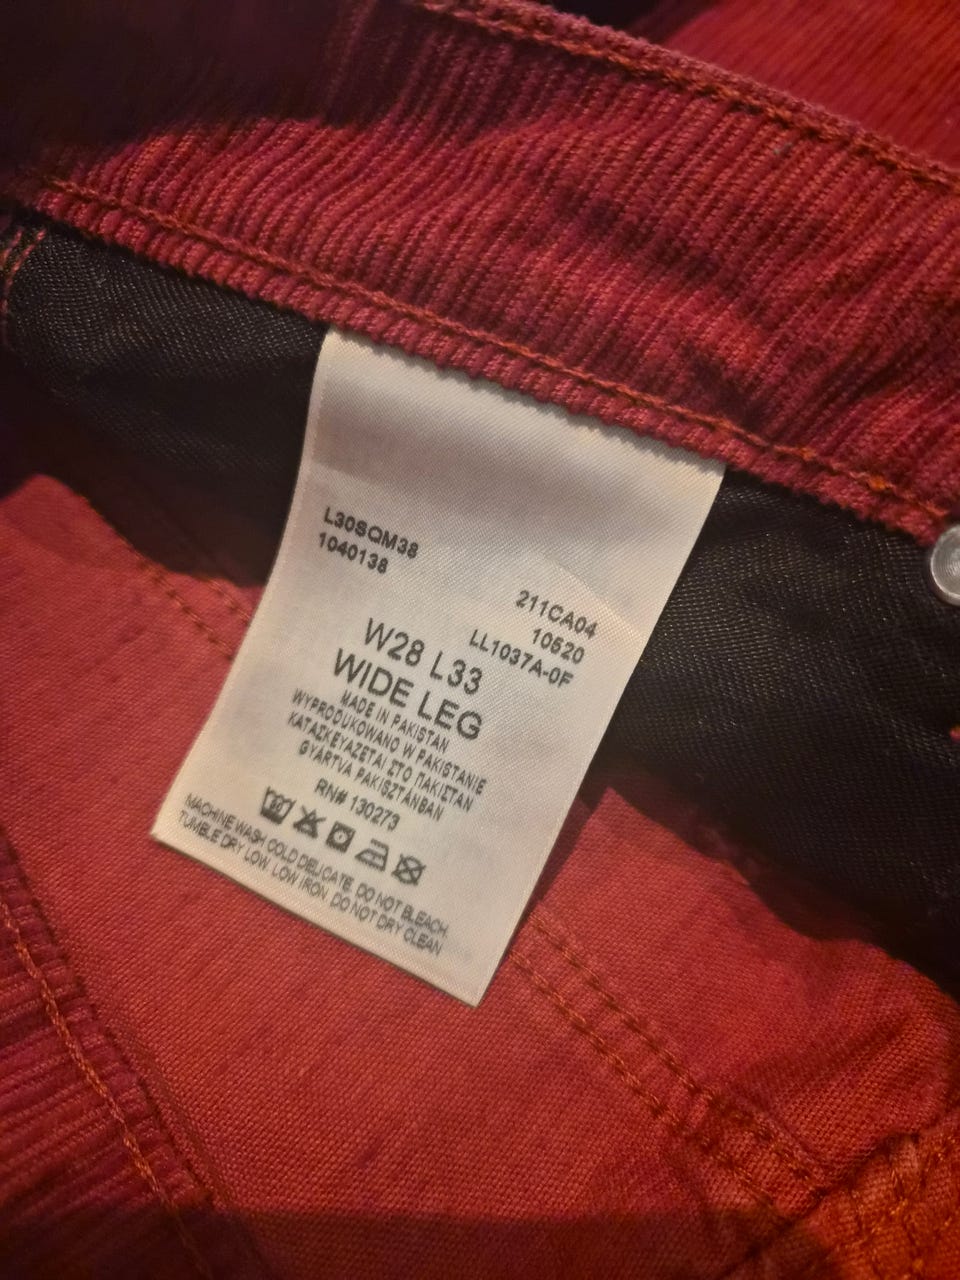 L30SQM38
1040138
211CA04
10620
LL1037A-0F
W28 L33
WIDE LEG
MADE IN PAKISTAN
WYPRODUKOWANO W PAKISTANIE
ΚΑΤΑΣΚΕΥΑΖΕΤΑΙ ΣΤΟ ΠΑΚΙΣΤΑΝ
GYÁRTVA PAKISZTÁNBAN
RN# 130273
MACHINE WASH COLD DELICATE. DO NOT BLEACH.
TUMBLE DRY LOW. LOW IRON. DO NOT DRY CLEAN